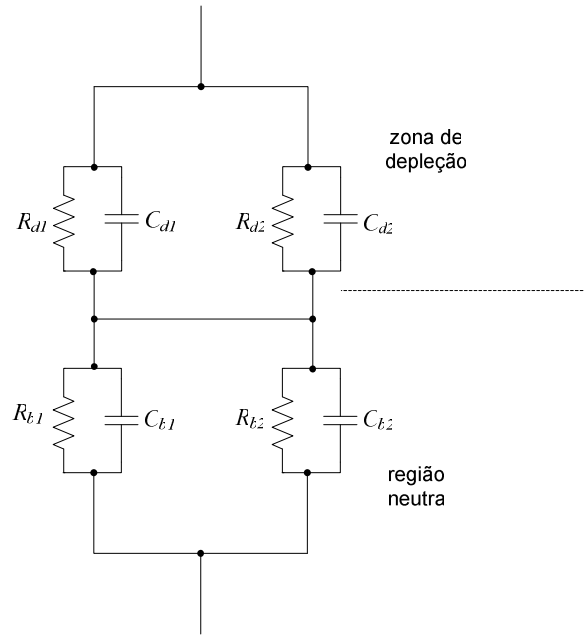 zona de
depleção
Rd1
Cd1
Rd2
Cd2
Rb1
Cb1
Rb2
Cb2
região
neutra